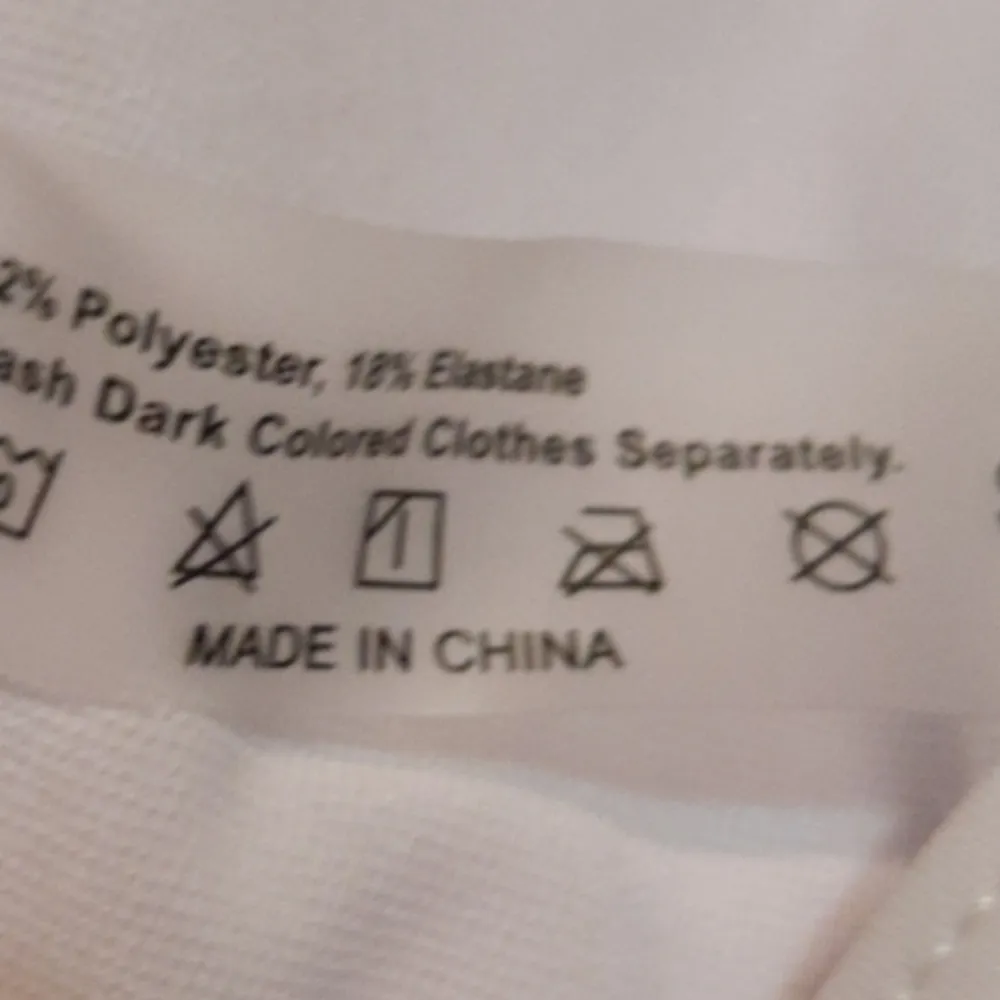 2% Polyester, 18% Elastane
ash Dark Colored Clothes Separately.
MADE IN CHINA